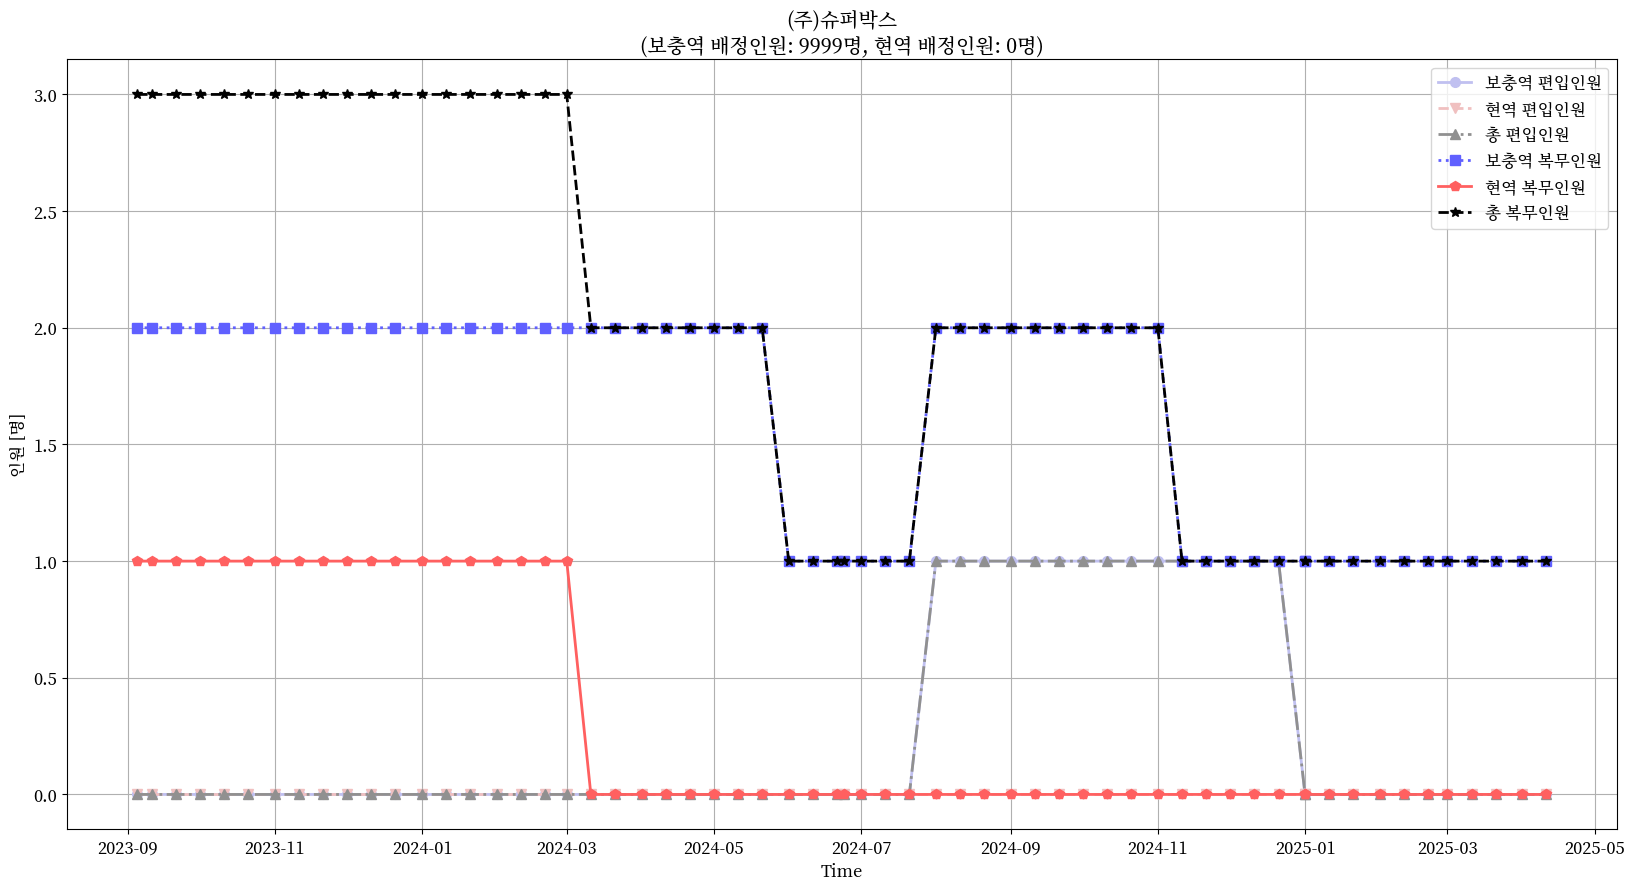 (주)슈퍼박스
(보충역 배정인원: 9999명, 현역 배정인원: 0명)
보충역 편입인원
현역 편입인원
총 편입인원
보충역 복무인원
현역 복무인원
총 복무인원
인원 [명]
3.0
2.5
2.0
1.5
1.0
0.5
0.0
2023-09 2023-11 2024-01 2024-03 2024-05 2024-07 2024-09 2024-11 2025-01 2025-03 2025-05
Time